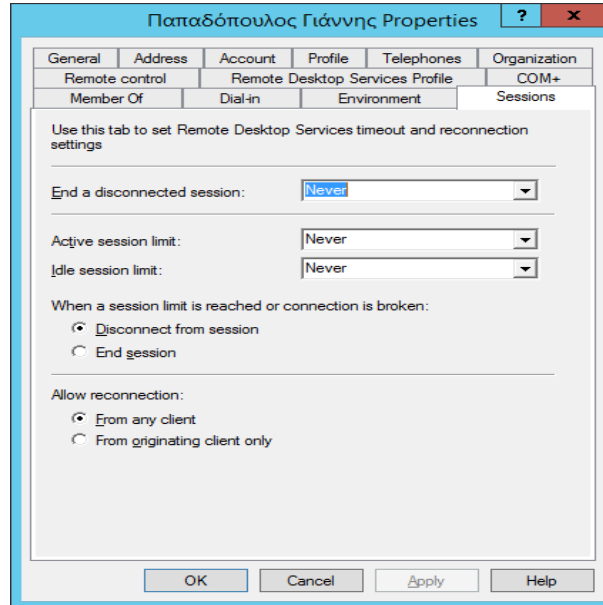 Παπαδόπουλος Γιάννης Properties ? x
General Address Account Profile Telephones Organization
Remote control Remote Desktop Services Profile COM+
Member Of Dial-in Environment Sessions
Use this tab to set Remote Desktop Services timeout and reconnection
settings
End a disconnected session: Never
Active session limit: Never
Idle session limit: Never
When a session limit is reached or connection is broken:
Disconnect from session
End session
Allow reconnection:
From any client
From originating client only
OK Cancel Apply Help